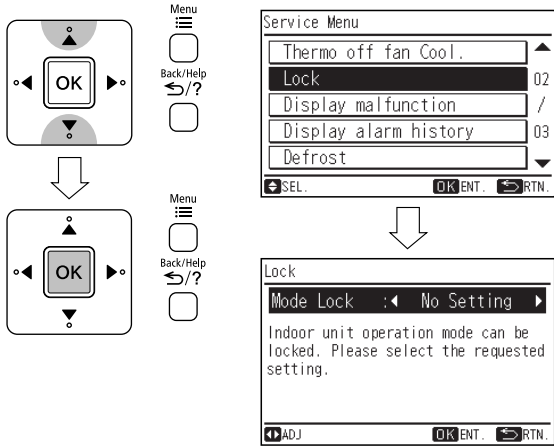 Menu
OK
Back/Help
/?
Menu
OK
Back/Help
/?
Service Menu
Thermo off fan Cool.
Lock
Display malfunction
Display alarm history
Defrost
02
/
03
SEL. OK ENT. RTN.
Lock
Mode Lock : No Setting
Indoor unit operation mode can be
locked. Please select the requested
setting.
ADJ OK ENT. RTN.